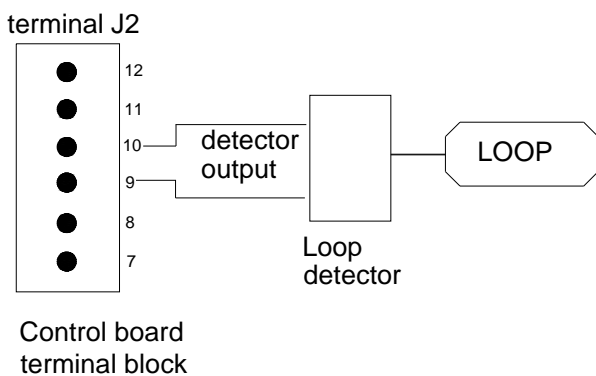 terminal J2
12
11
10
9
8
7
detector
output
LOOP
Loop
detector
Control board
terminal block